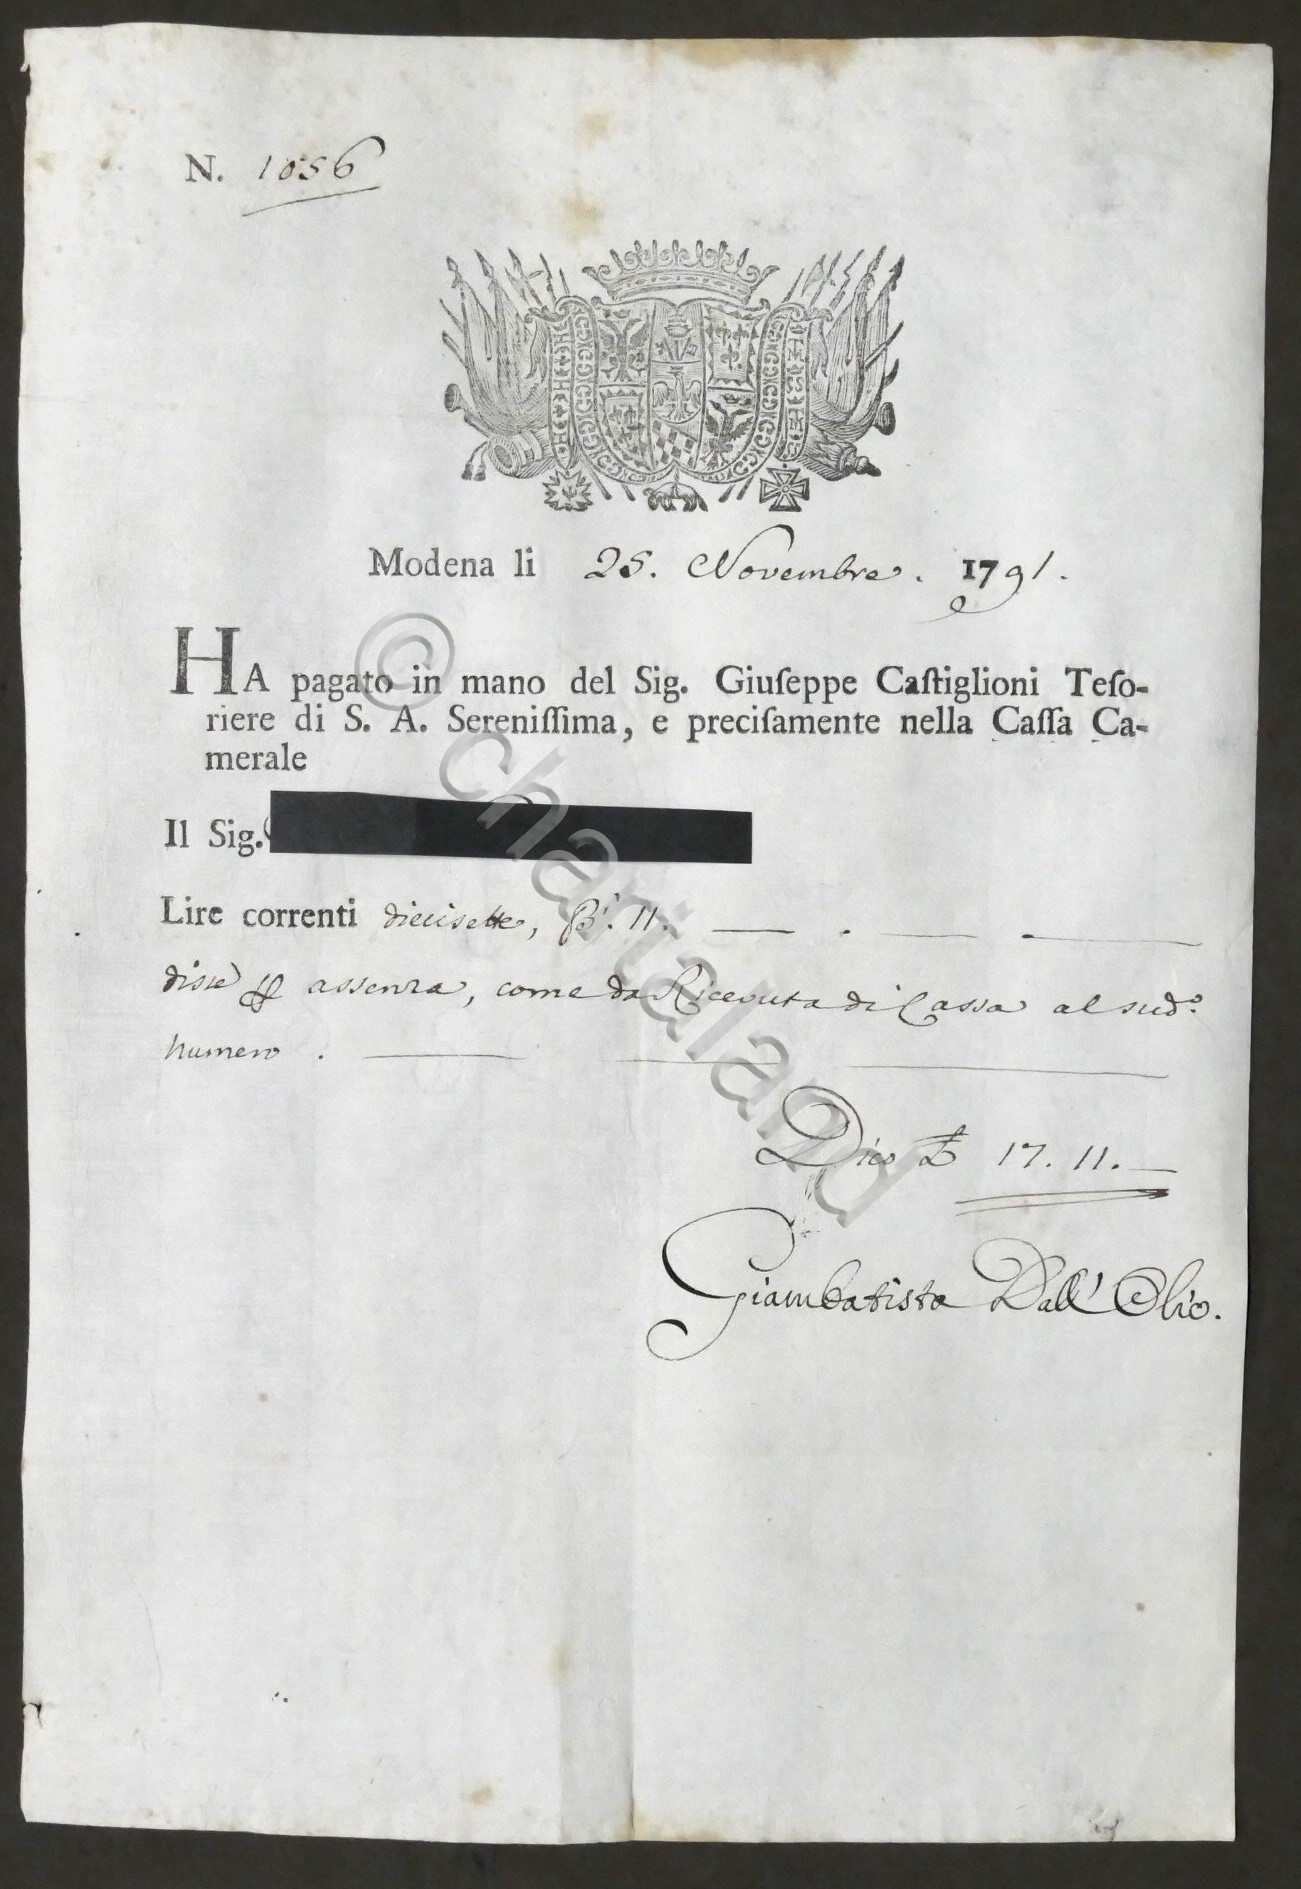 N. 1056
Modena li 25. Novembre. 1791.
HA pagato in mano del Sig. Giuſeppe Caſtiglioni Teſo-
riere di S. A. Sereniſſima, e preciſamente nella Caſſa Ca-
merale
Il Sig.
Lire correnti diecisette, ß. 11.
disse assenza, come da Ricevuta di Cassa al sud.º
numero.
Dico £ 17. 11.
Giambatista Dall' Olio.
© chartaland